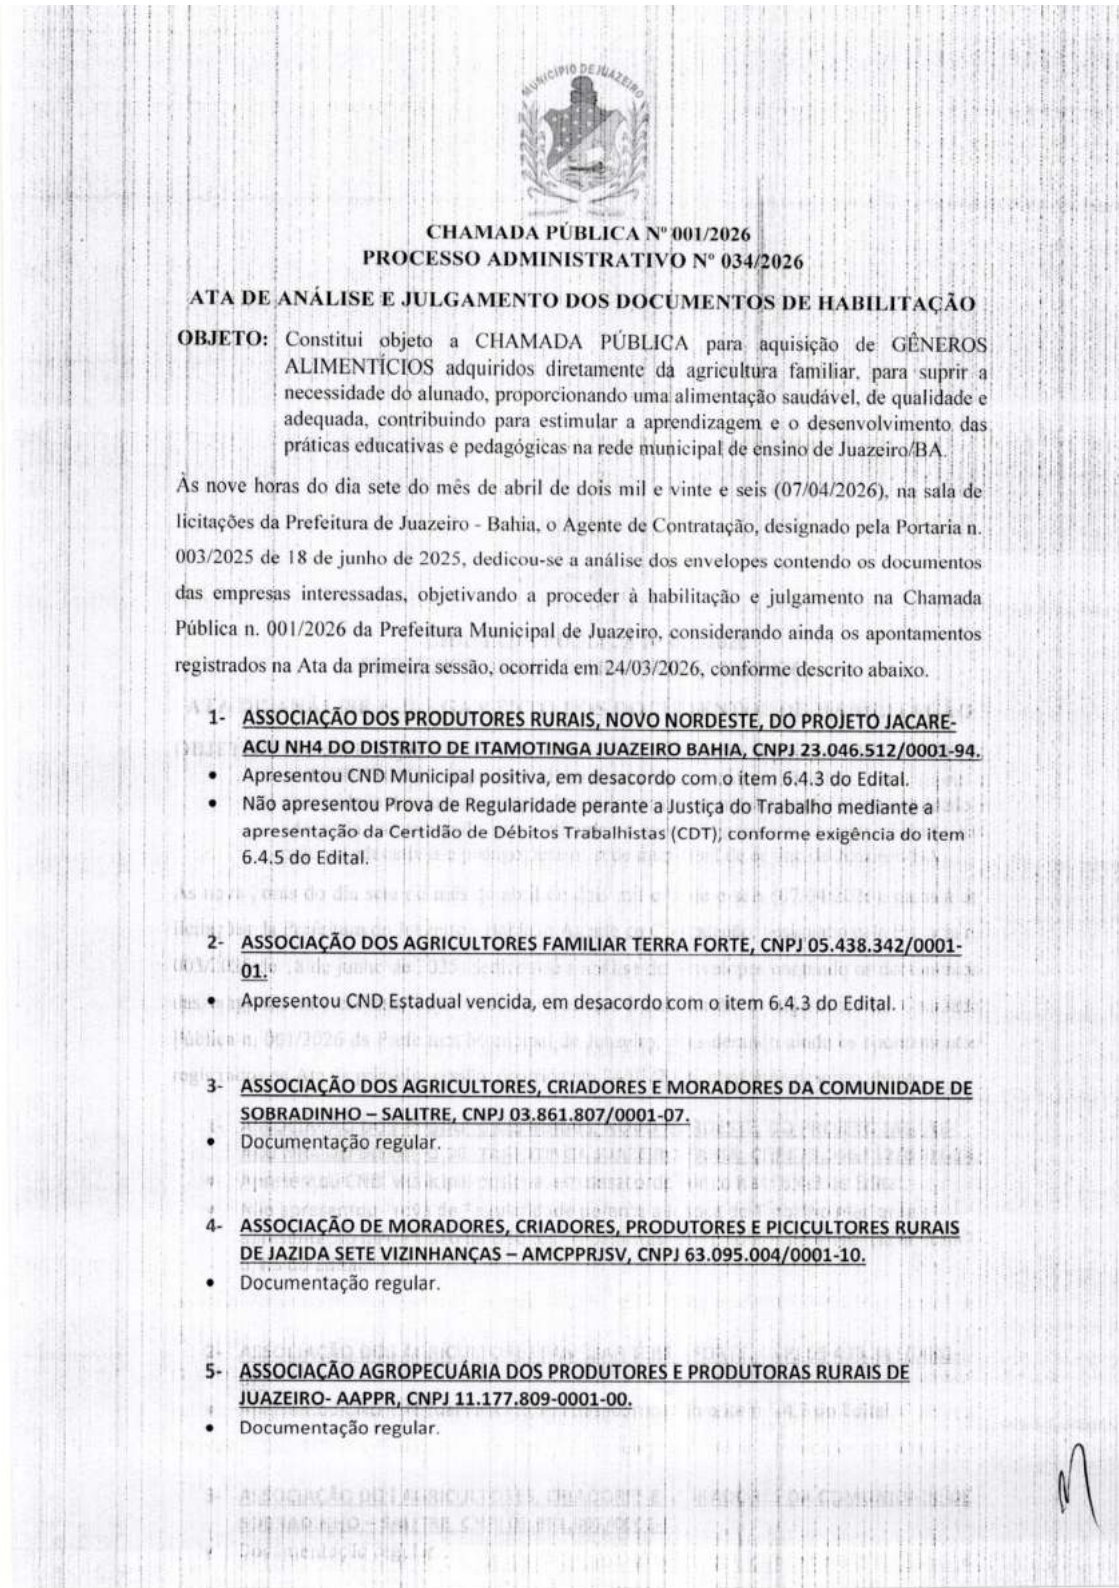 MUNICÍPIO DE JUAZEIRO
CHAMADA PÚBLICA Nº 001/2026
PROCESSO ADMINISTRATIVO Nº 034/2026
ATA DE ANÁLISE E JULGAMENTO DOS DOCUMENTOS DE HABILITAÇÃO
OBJETO: Constitui objeto a CHAMADA PÚBLICA para aquisição de GÊNEROS
ALIMENTÍCIOS adquiridos diretamente da agricultura familiar, para suprir a
necessidade do alunado, proporcionando uma alimentação saudável, de qualidade e
adequada, contribuindo para estimular a aprendizagem e o desenvolvimento das
práticas educativas e pedagógicas na rede municipal de ensino de Juazeiro/BA.
Às nove horas do dia sete do mês de abril de dois mil e vinte e seis (07/04/2026), na sala de
licitações da Prefeitura de Juazeiro - Bahia, o Agente de Contratação, designado pela Portaria n.
003/2025 de 18 de junho de 2025, dedicou-se a análise dos envelopes contendo os documentos
das empresas interessadas, objetivando a proceder à habilitação e julgamento na Chamada
Pública n. 001/2026 da Prefeitura Municipal de Juazeiro, considerando ainda os apontamentos
registrados na Ata da primeira sessão, ocorrida em 24/03/2026, conforme descrito abaixo.
1- ASSOCIAÇÃO DOS PRODUTORES RURAIS, NOVO NORDESTE, DO PROJETO JACARE-
ACU NH4 DO DISTRITO DE ITAMOTINGA JUAZEIRO BAHIA, CNPJ 23.046.512/0001-94.
• Apresentou CND Municipal positiva, em desacordo com o item 6.4.3 do Edital.
• Não apresentou Prova de Regularidade perante a Justiça do Trabalho mediante a
apresentação da Certidão de Débitos Trabalhistas (CDT), conforme exigência do item
6.4.5 do Edital.
2- ASSOCIAÇÃO DOS AGRICULTORES FAMILIAR TERRA FORTE, CNPJ 05.438.342/0001-
01.
• Apresentou CND Estadual vencida, em desacordo com o item 6.4.3 do Edital.
3- ASSOCIAÇÃO DOS AGRICULTORES, CRIADORES E MORADORES DA COMUNIDADE DE
SOBRADINHO – SALITRE, CNPJ 03.861.807/0001-07.
• Documentação regular.
4- ASSOCIAÇÃO DE MORADORES, CRIADORES, PRODUTORES E PICICULTORES RURAIS
DE JAZIDA SETE VIZINHANÇAS – AMCPPRJSV, CNPJ 63.095.004/0001-10.
• Documentação regular.
5- ASSOCIAÇÃO AGROPECUÁRIA DOS PRODUTORES E PRODUTORAS RURAIS DE
JUAZEIRO- AAPPR, CNPJ 11.177.809-0001-00.
• Documentação regular.